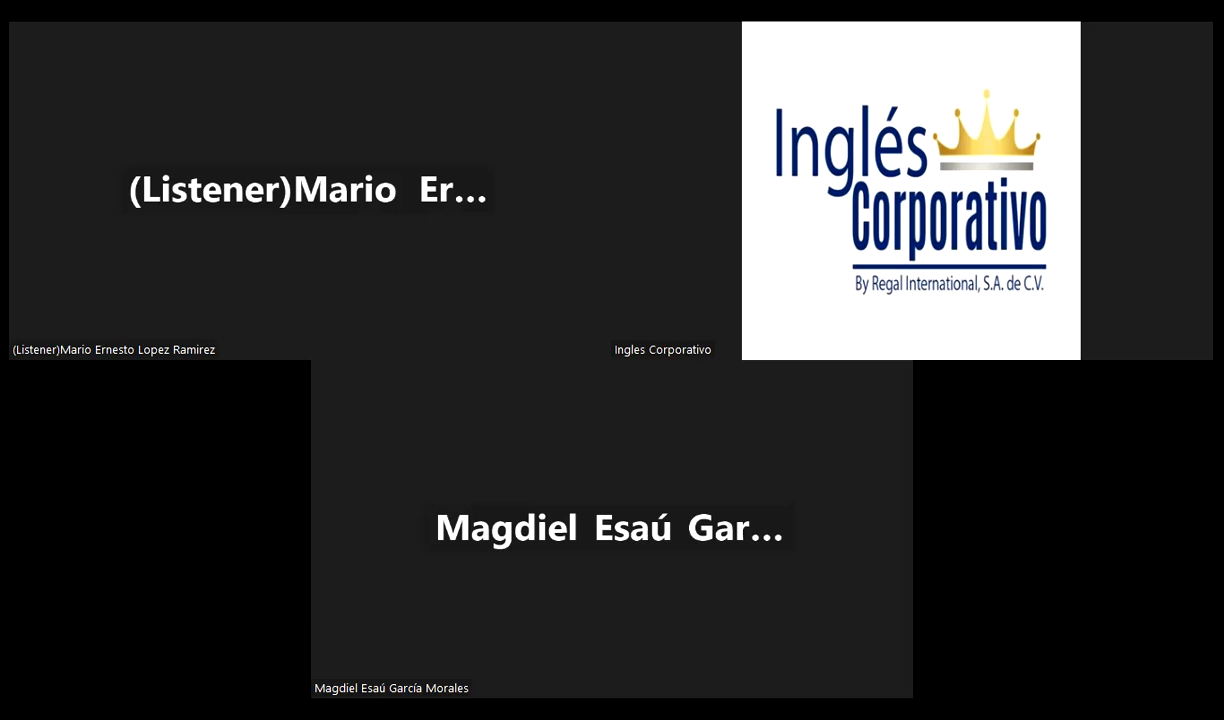 (Listener)Mario Er...
(Listener)Mario Ernesto Lopez Ramirez
Inglés
Corporativo
By Regal International, S.A. de C.V.
Ingles Corporativo
Magdiel Esaú Gar...
Magdiel Esaú García Morales